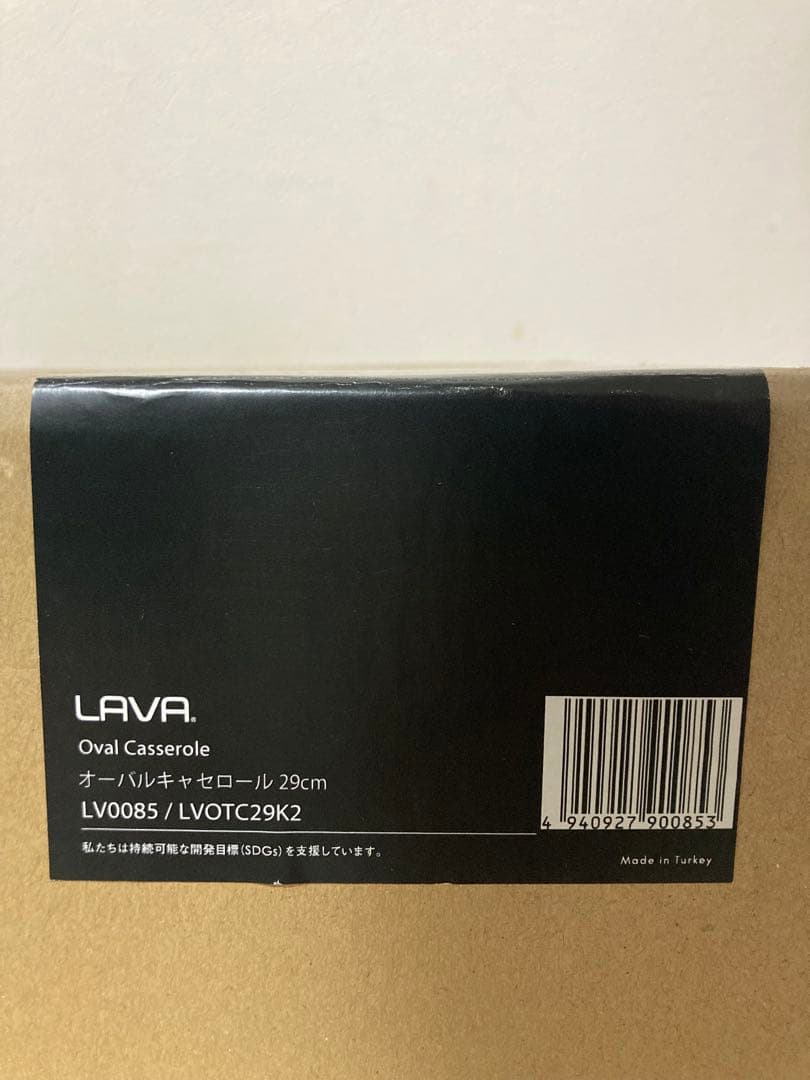 LAVA®
Oval Casserole
オーバルキャセロール 29cm
LV0085 / LVOTC29K2
私たちは持続可能な開発目標(SDGs)を支援しています。
4 940927 900853
Made in Turkey